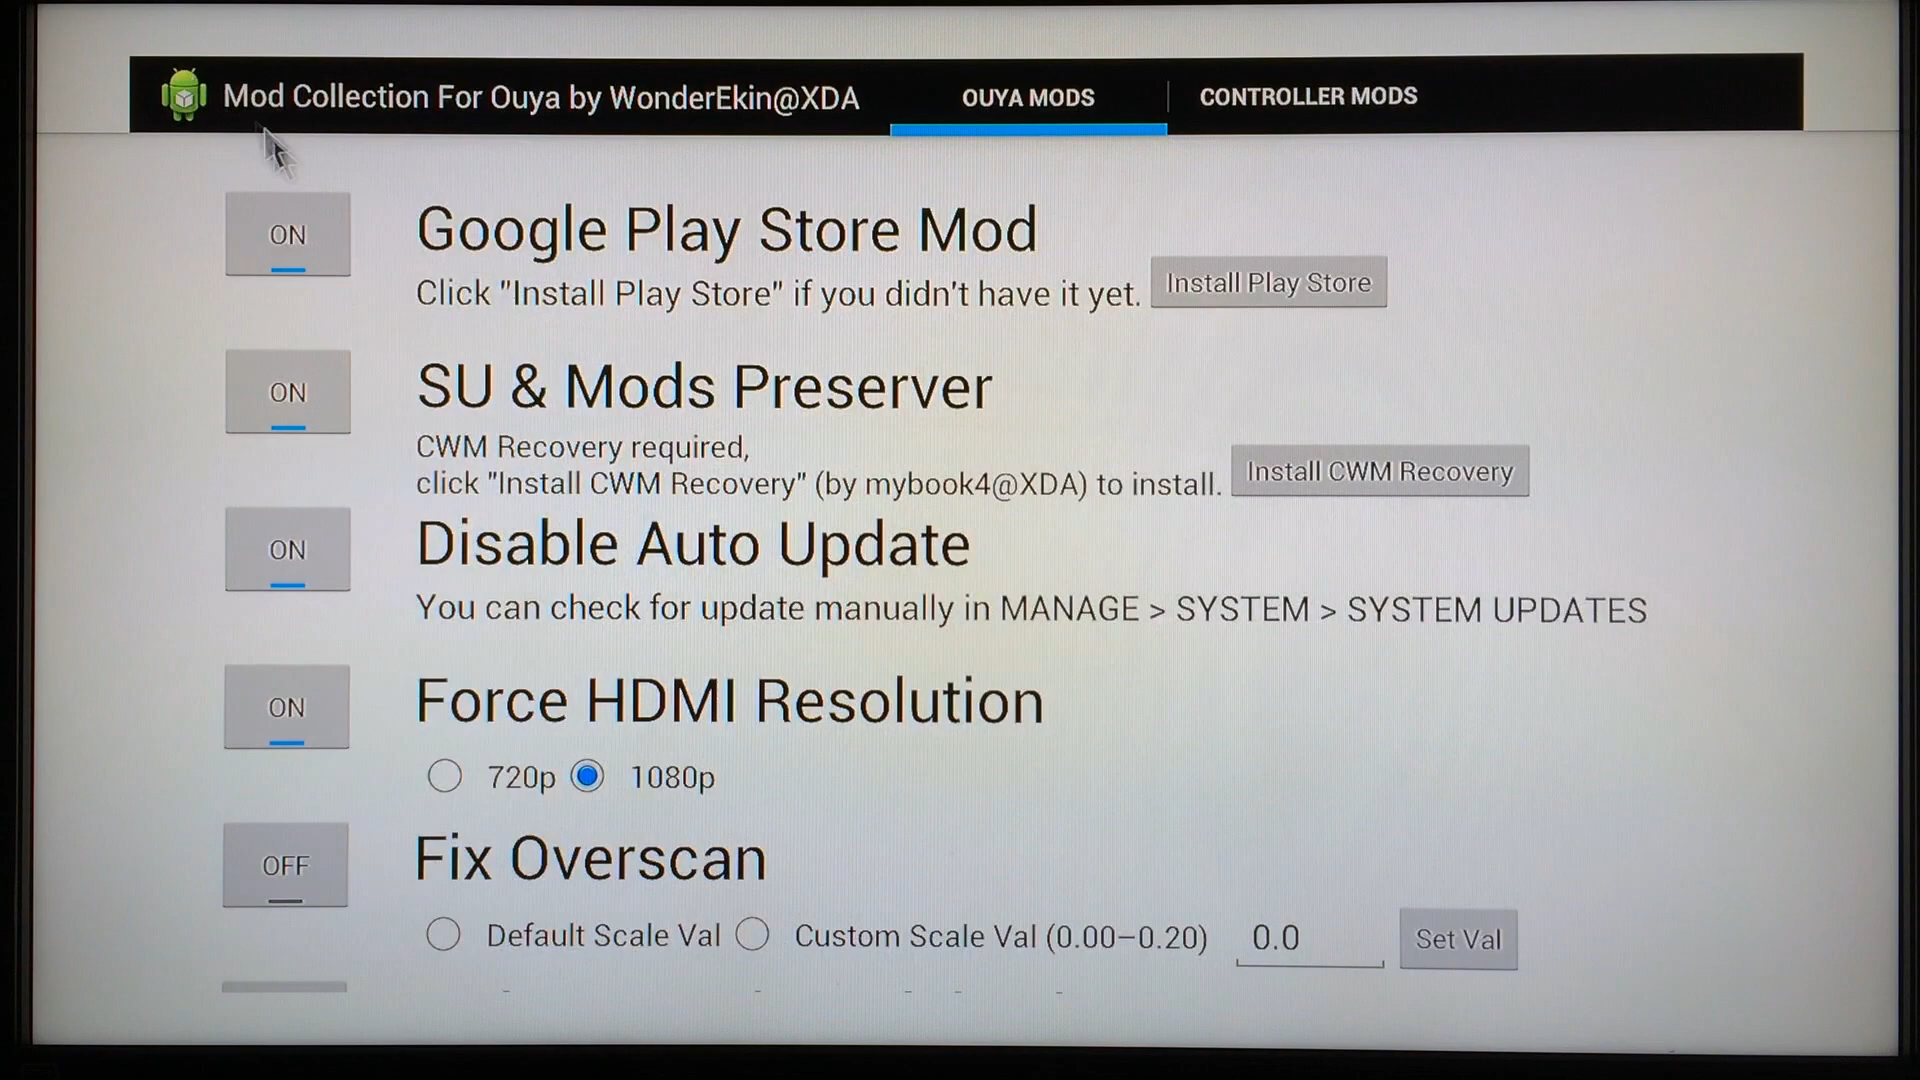 Mod Collection For Ouya by WonderEkin@XDA
OUYA MODS
CONTROLLER MODS
ON
Google Play Store Mod
Click "Install Play Store" if you didn't have it yet.
Install Play Store
ON
SU & Mods Preserver
CWM Recovery required,
click "Install CWM Recovery" (by mybook4@XDA) to install.
Install CWM Recovery
ON
Disable Auto Update
You can check for update manually in MANAGE > SYSTEM > SYSTEM UPDATES
ON
Force HDMI Resolution
720p
1080p
OFF
Fix Overscan
Default Scale Val
Custom Scale Val (0.00–0.20)
0.0
Set Val